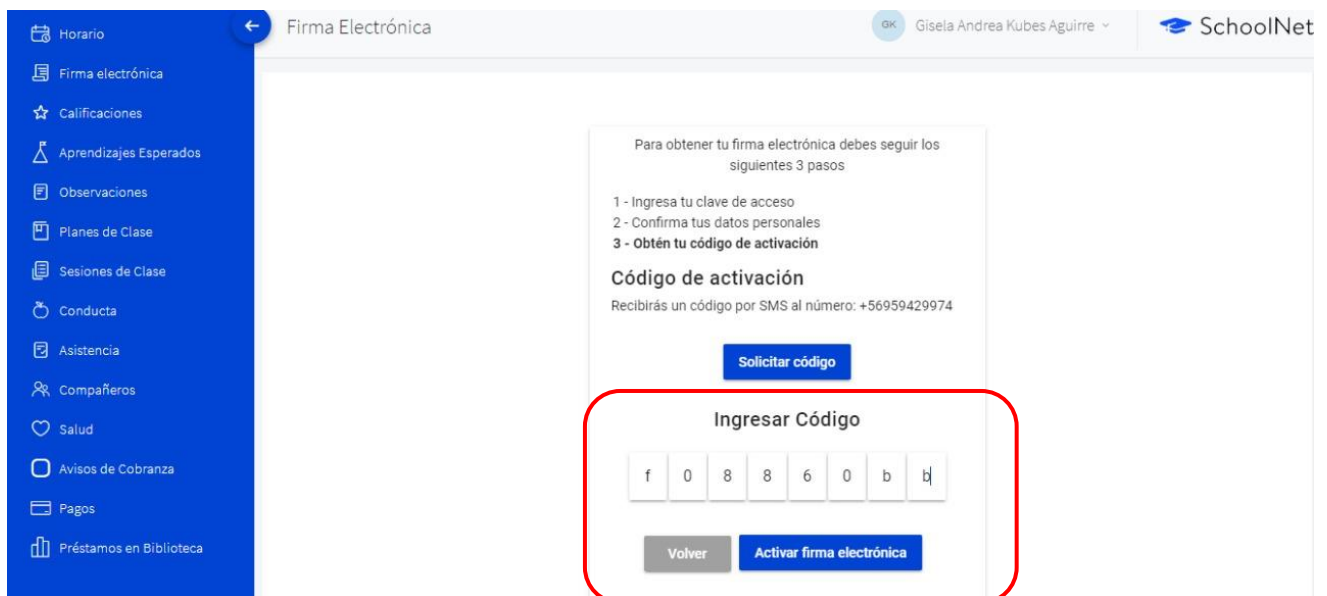 Horario
Firma electrónica
Calificaciones
Aprendizajes Esperados
Observaciones
Planes de Clase
Sesiones de Clase
Conducta
Asistencia
Compañeros
Salud
Avisos de Cobranza
Pagos
Préstamos en Biblioteca
Firma Electrónica
GK Gisela Andrea Kubes Aguirre
SchoolNet
Para obtener tu firma electrónica debes seguir los
siguientes 3 pasos
1 - Ingresa tu clave de acceso
2 - Confirma tus datos personales
3 - Obtén tu código de activación
Código de activación
Recibirás un código por SMS al número: +56959429974
Solicitar código
Ingresar Código
f 0 8 8 6 0 b b
Volver Activar firma electrónica